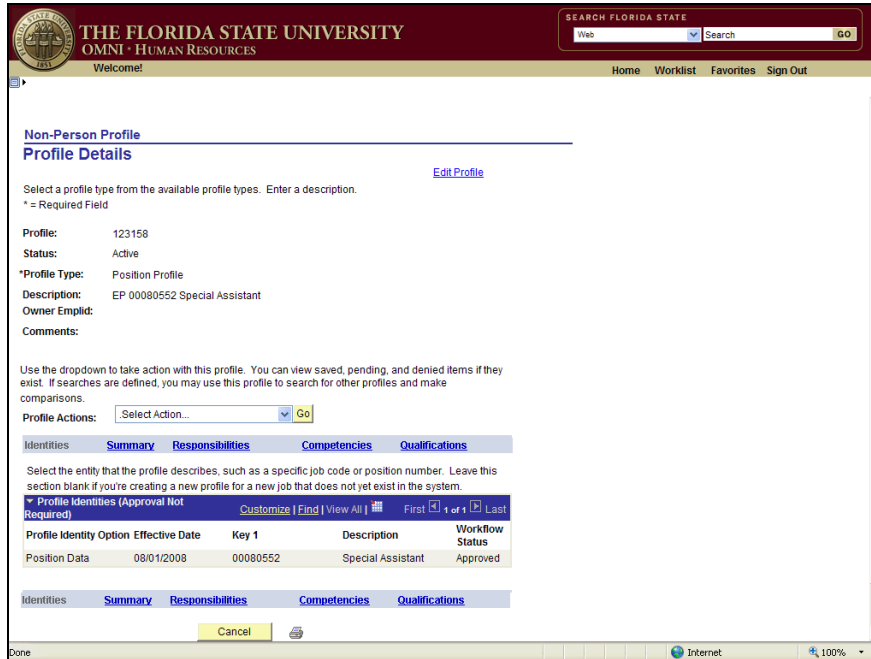 THE FLORIDA STATE UNIVERSITY
OMNI · HUMAN RESOURCES
SEARCH FLORIDA STATE
Web Search GO
1851
Welcome!
Home Worklist Favorites Sign Out
Non-Person Profile
Profile Details
Edit Profile
Select a profile type from the available profile types. Enter a description.
* = Required Field
Profile: 123158
Status: Active
*Profile Type: Position Profile
Description: EP 00080552 Special Assistant
Owner Emplid:
Comments:
Use the dropdown to take action with this profile. You can view saved, pending, and denied items if they
exist. If searches are defined, you may use this profile to search for other profiles and make
comparisons.
Profile Actions: .Select Action... Go
Identities Summary Responsibilities Competencies Qualifications
Select the entity that the profile describes, such as a specific job code or position number. Leave this
section blank if you're creating a new profile for a new job that does not yet exist in the system.
Profile Identities (Approval Not
Required) Customize | Find | View All | First 1 of 1 Last
Profile Identity Option Effective Date Key 1 Description Workflow
Status
Position Data 08/01/2008 00080552 Special Assistant Approved
Identities Summary Responsibilities Competencies Qualifications
Cancel
Done Internet 100%